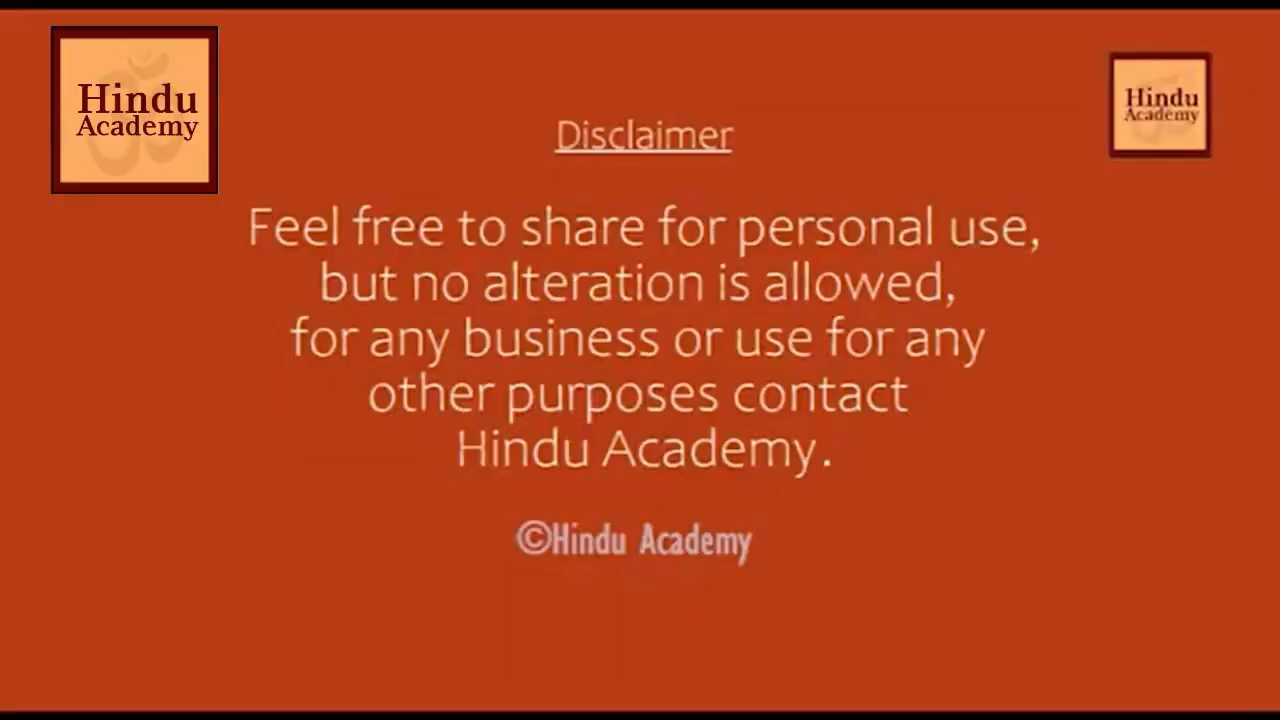 Hindu
Academy
Hindu
Academy
Disclaimer
Feel free to share for personal use,
but no alteration is allowed,
for any business or use for any
other purposes contact
Hindu Academy.
©Hindu Academy